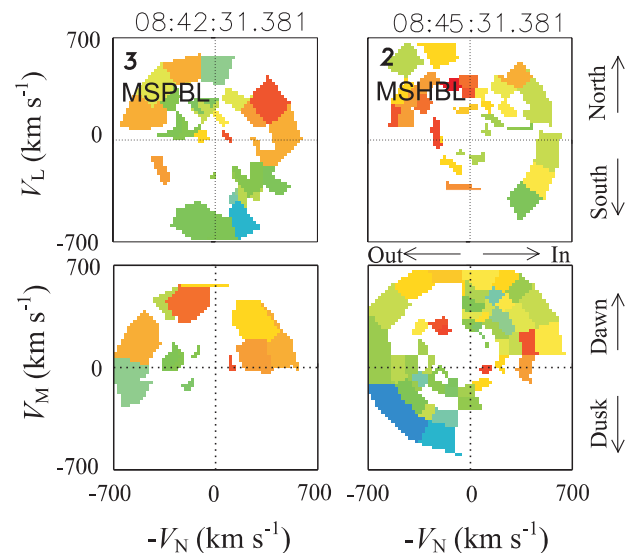 08:42:31.381 08:45:31.381
700
3 2
MSPBL MSHBL
0
-700
V_L (km s⁻¹)
North
South
Out In
700
0
-700
V_M (km s⁻¹)
Dawn
Dusk
-700 0 700 -700 0 700
-V_N (km s⁻¹) -V_N (km s⁻¹)